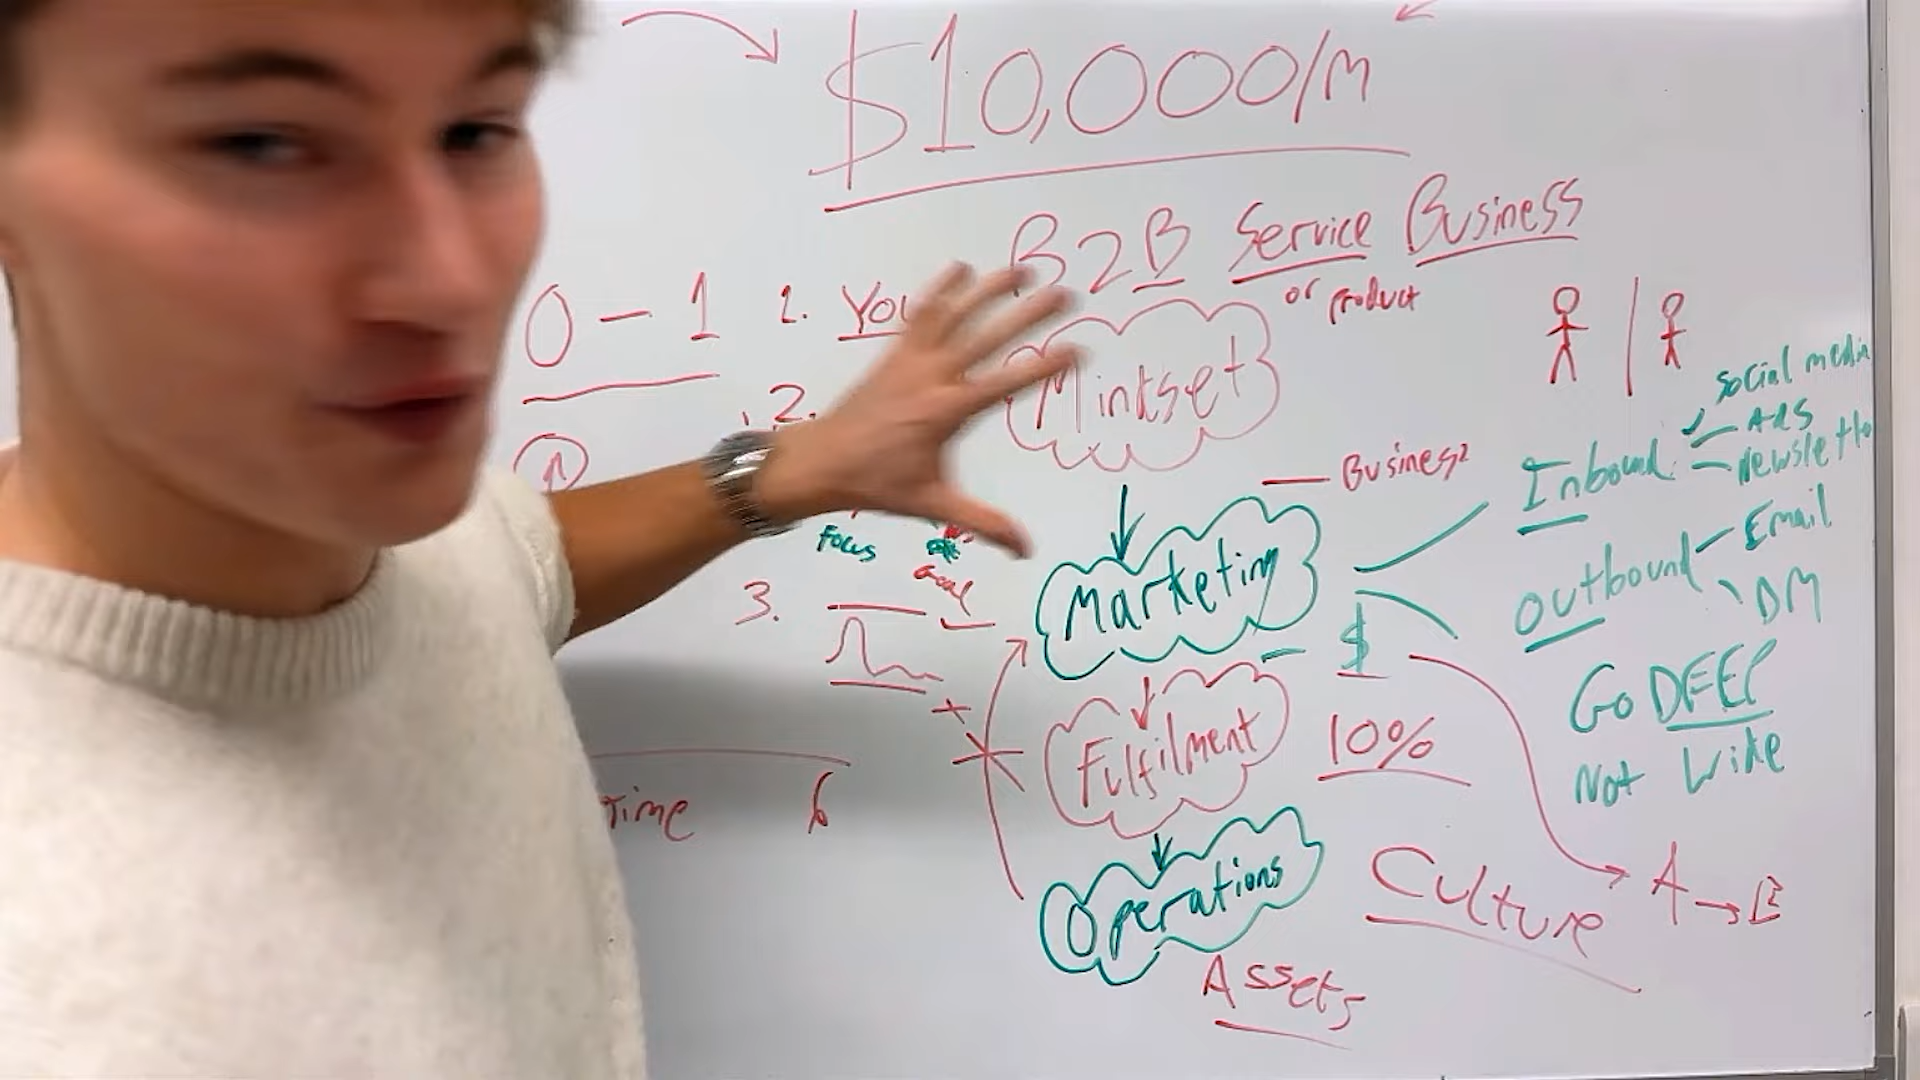 $10,000/m
B2B Service Business
or product
0 - 1
1. You
Mindset
2.
Business
Social media
Inbound - ADS
- Newslette
Focus
Goal
Marketing
Outbound - Email
DM
3.
$
Go DEEP
Not Wide
Fulfilment
10%
Time 6
Operations
Culture
A → B
Assets